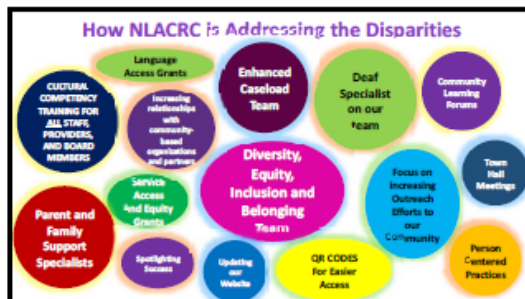 How NLACRC is Addressing the Disparities
Language
Access Grants
Enhanced
Caseload
Team
Deaf
Specialist
on our
team
Community
Learning
Forums
CULTURAL
COMPETENCY
TRAINING FOR
ALL STAFF,
PROVIDERS,
AND BOARD
MEMBERS
Increasing
relationships
with
community-
based
organizations
and partners
Diversity,
Equity,
Inclusion and
Belonging
Team
Town
Hall
Meetings
Focus on
Increasing
Outreach
Efforts to
our
Community
Service
Access
And Equity
Grants
Parent and
Family
Support
Specialists
Spotlighting
Success
Updating
our
Website
QR CODES
For Easier
Access
Person
Centered
Practices